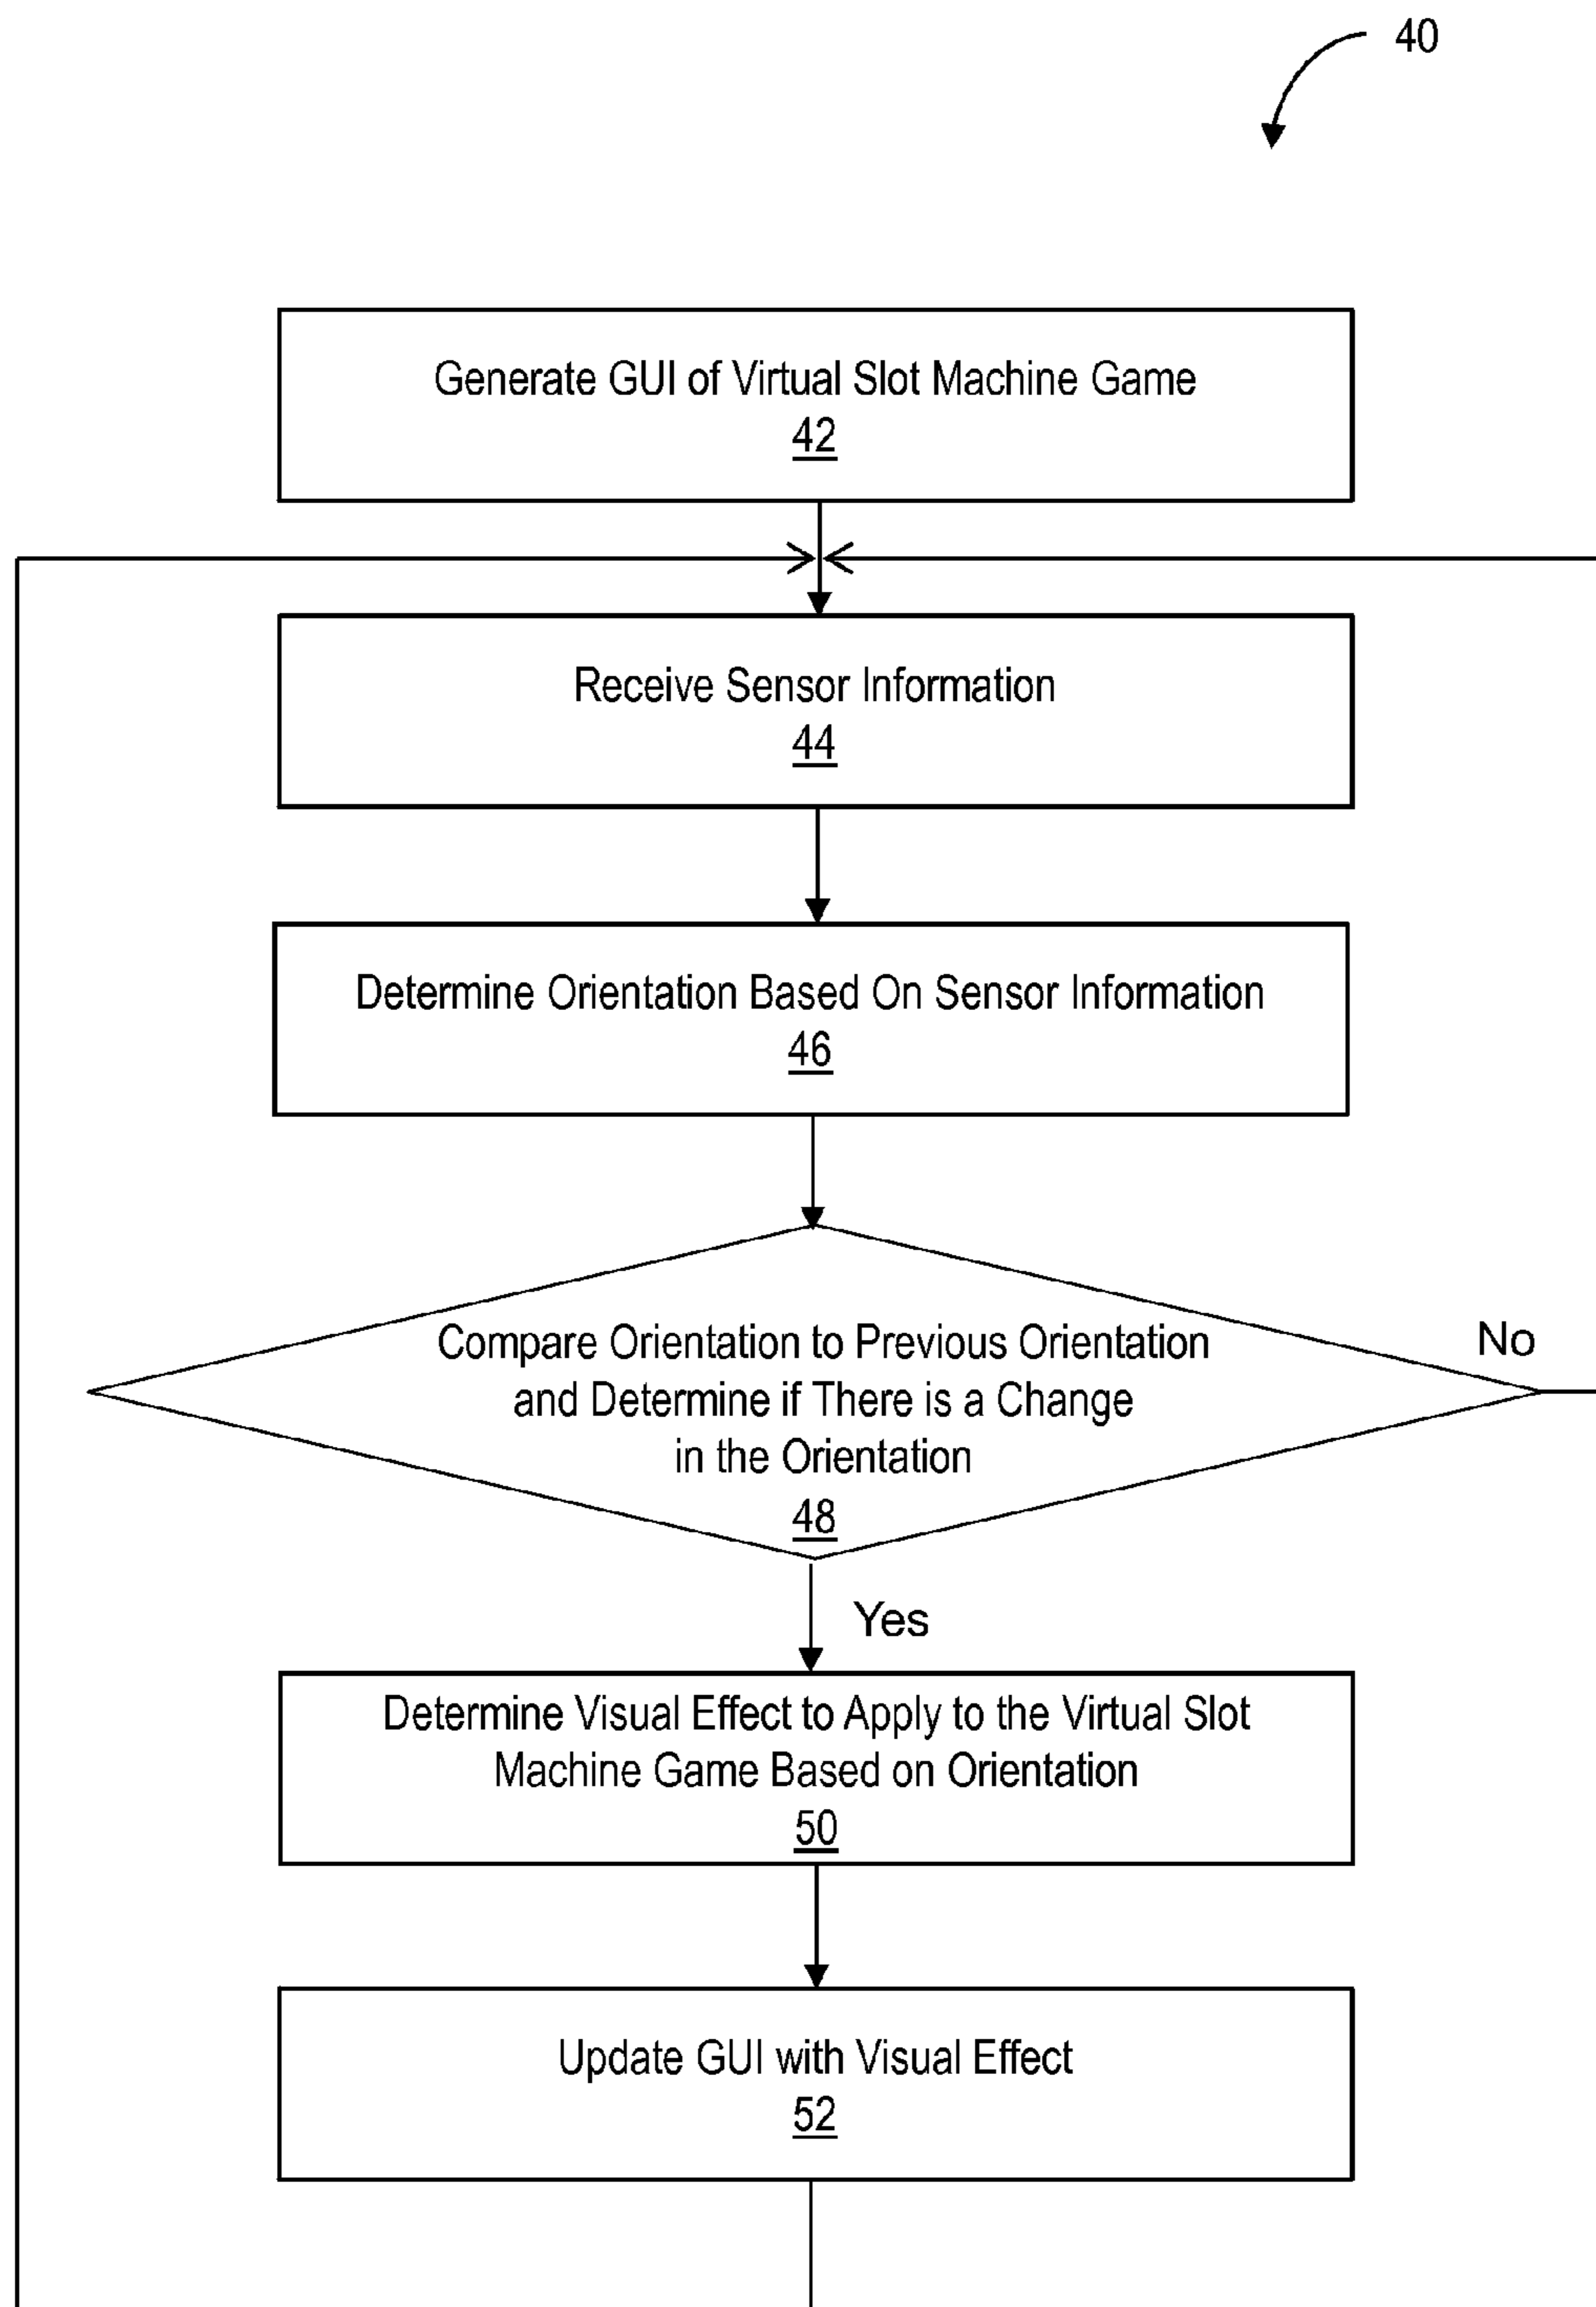 40
Generate GUI of Virtual Slot Machine Game
42
Receive Sensor Information
44
Determine Orientation Based On Sensor Information
46
Compare Orientation to Previous Orientation
and Determine if There is a Change
in the Orientation
48
No
Yes
Determine Visual Effect to Apply to the Virtual Slot
Machine Game Based on Orientation
50
Update GUI with Visual Effect
52